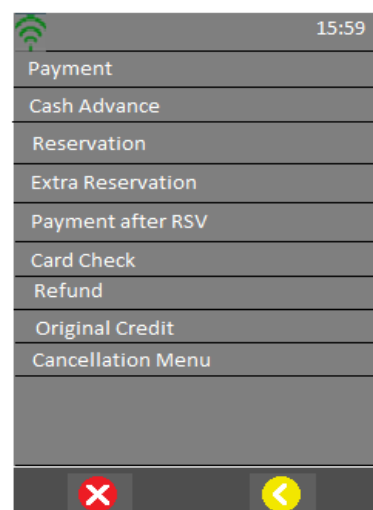 15:59
Payment
Cash Advance
Reservation
Extra Reservation
Payment after RSV
Card Check
Refund
Original Credit
Cancellation Menu